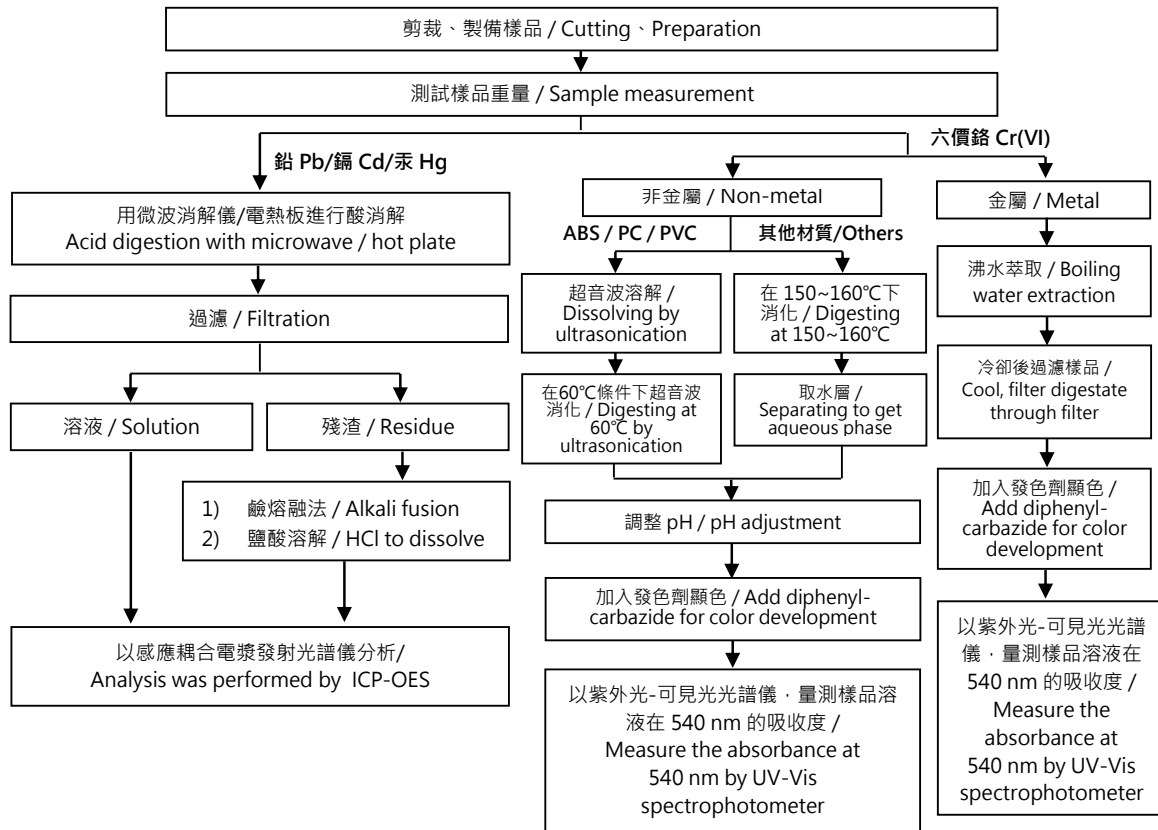 剪裁、製備樣品 / Cutting、Preparation
測試樣品重量 / Sample measurement
鉛 Pb/鎘 Cd/汞 Hg
六價鉻 Cr(VI)
用微波消解儀/電熱板進行酸消解
Acid digestion with microwave / hot plate
過濾 / Filtration
溶液 / Solution
殘渣 / Residue
1) 鹼熔融法 / Alkali fusion
2) 鹽酸溶解 / HCl to dissolve
以感應耦合電漿發射光譜儀分析/
Analysis was performed by ICP-OES
非金屬 / Non-metal
ABS / PC / PVC
其他材質/Others
超音波溶解 /
Dissolving by
ultrasonication
在60℃條件下超音波
消化 / Digesting at
60℃ by
ultrasonication
在 150~160℃下
消化 / Digesting
at 150~160℃
取水層 /
Separating to get
aqueous phase
調整 pH / pH adjustment
加入發色劑顯色 / Add diphenyl-
carbazide for color development
以紫外光-可見光光譜儀，量測樣品溶
液在 540 nm 的吸收度 /
Measure the absorbance at
540 nm by UV-Vis
spectrophotometer
金屬 / Metal
沸水萃取 / Boiling
water extraction
冷卻後過濾樣品 /
Cool, filter digestate
through filter
加入發色劑顯色 /
Add diphenyl-
carbazide for color
development
以紫外光-可見光光譜
儀，量測樣品溶液在
540 nm 的吸收度 /
Measure the
absorbance at
540 nm by UV-Vis
spectrophotometer